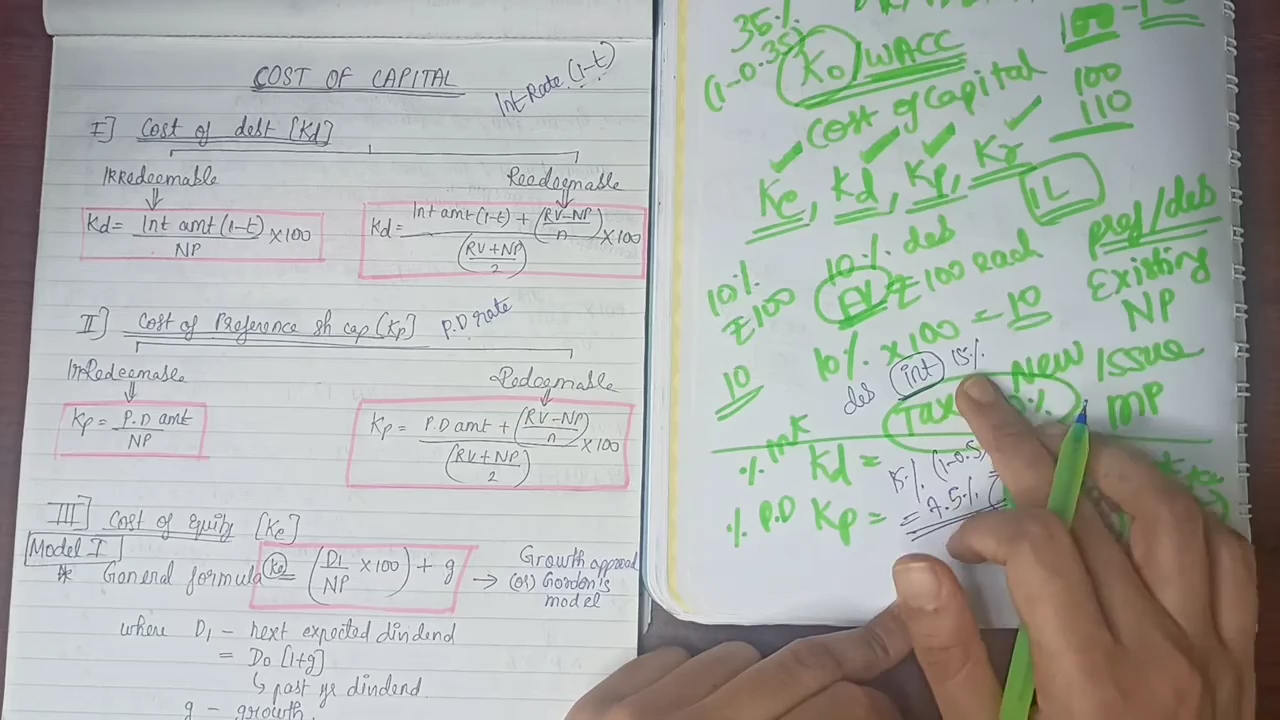 COST OF CAPITAL
Int Rate (1-t)
I] Cost of debt [Kd]
IRRedeemable
Reedeemable
Kd = Int amt (1-t) / NP × 100
Kd = Int amt (1-t) + (RV-NP / n) / (RV+NP / 2) × 100
II] Cost of Preference sh cap [Kp]
P.D rate
IrrRedeemable
Redeemable
Kp = P.D amt / NP
Kp = P.D amt + (RV-NP / n) / (RV+NP / 2) × 100
III] Cost of equity [Ke]
Model I
General formula Ke = (D1 / NP × 100) + g → Growth approach
(or) Gordon's
model
where D1 - next expected dividend
= D0 [1+g]
↳ past yr dividend.
g - growth.
35%
(1-0.35)
K0/WACC
Cost of Capital
100
110
Ke, Kd, Kp, Kr
IL
10%
₹100
10
10% deb
FV ₹100 each
10% × 100 = 10
pref/deb
Existing
NP
New Issue
MP
deb int 15%
Tax
% int Kd =
15% (1-0.5)
= 7.5%
% P.D Kp =